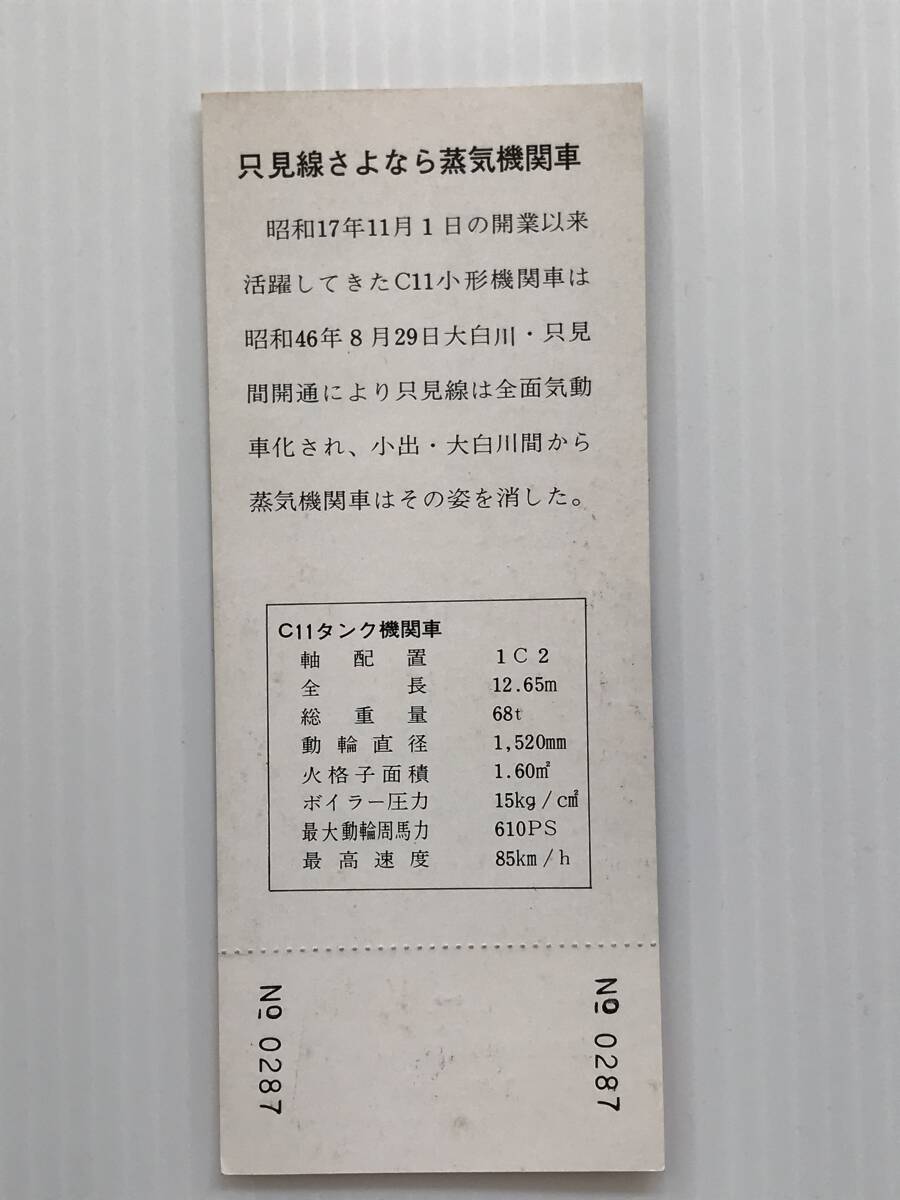 只見線さよなら蒸気機関車
昭和17年11月1日の開業以来
活躍してきたC11小形機関車は
昭和46年8月29日大白川・只見
間開通により只見線は全面気動
車化され、小出・大白川間から
蒸気機関車はその姿を消した。
C11タンク機関車
軸配置 1C2
全長 12.65m
総重量 68t
動輪直径 1,520mm
火格子面積 1.60㎡
ボイラー圧力 15kg/c㎡
最大動輪周馬力 610PS
最高速度 85km/h
№ 0287
№ 0287